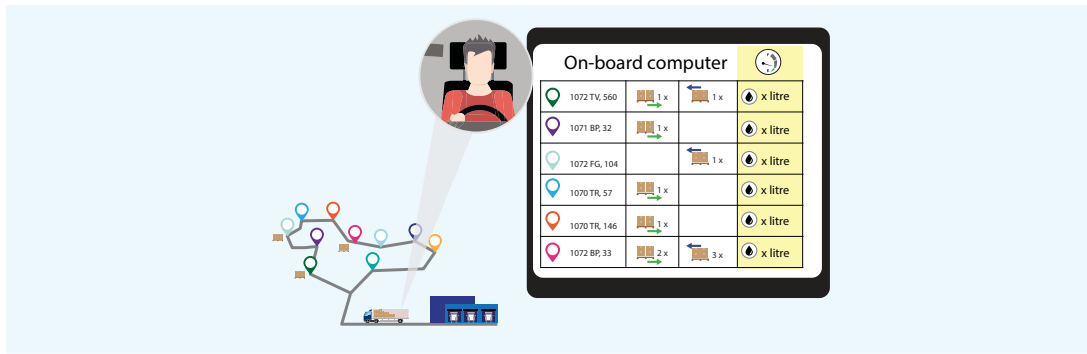 On-board computer
1072 TV, 560 1 x 1 x x litre
1071 BP, 32 1 x x litre
1072 FG, 104 1 x x litre
1070 TR, 57 1 x x litre
1070 TR, 146 1 x x litre
1072 BP, 33 2 x 3 x x litre